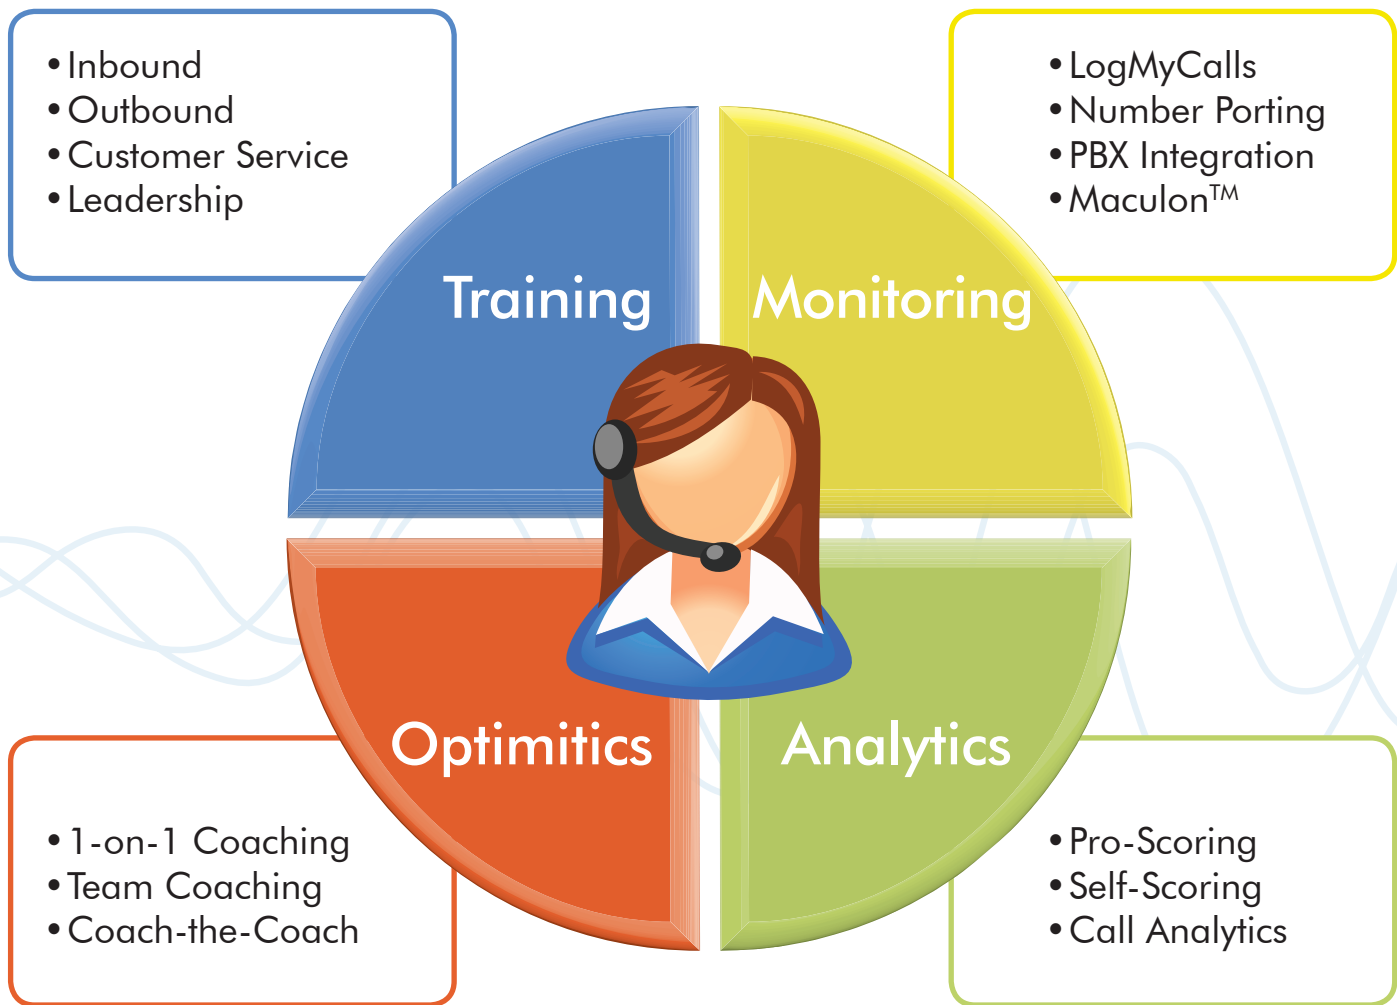 • Inbound
• Outbound
• Customer Service
• Leadership
• LogMyCalls
• Number Porting
• PBX Integration
• Maculon™
Training
Monitoring
Optimitics
Analytics
• 1-on-1 Coaching
• Team Coaching
• Coach-the-Coach
• Pro-Scoring
• Self-Scoring
• Call Analytics